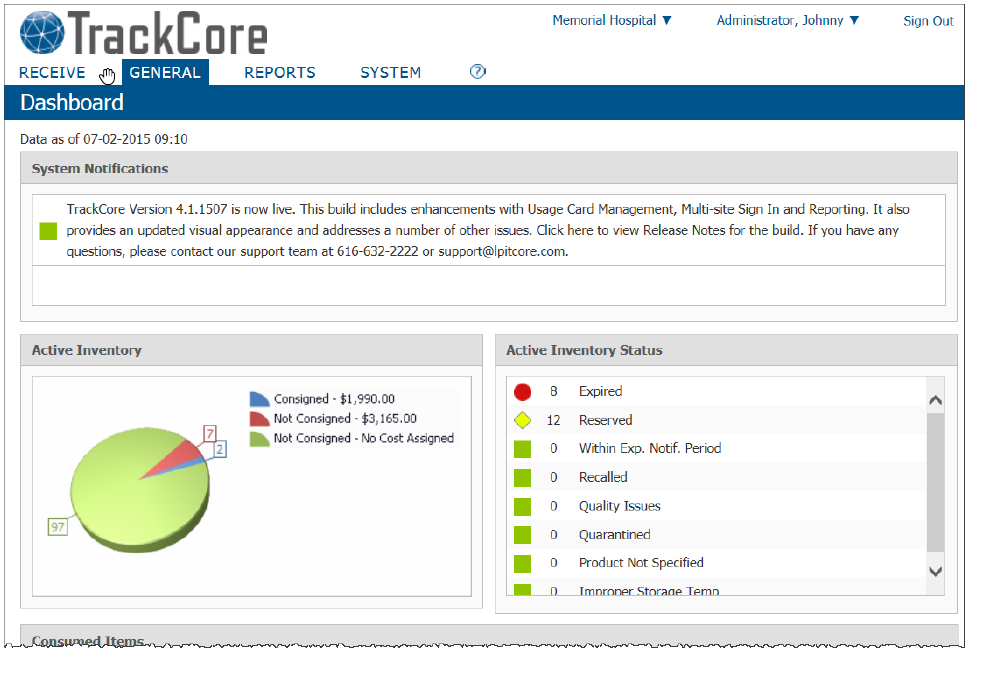 TrackCore
Memorial Hospital ▼ Administrator, Johnny ▼ Sign Out
RECEIVE GENERAL REPORTS SYSTEM ?
Dashboard
Data as of 07-02-2015 09:10
System Notifications
TrackCore Version 4.1.1507 is now live. This build includes enhancements with Usage Card Management, Multi-site Sign In and Reporting. It also
provides an updated visual appearance and addresses a number of other issues. Click here to view Release Notes for the build. If you have any
questions, please contact our support team at 616-632-2222 or support@lpitcore.com.
Active Inventory
Consigned - $1,990.00
Not Consigned - $3,165.00
Not Consigned - No Cost Assigned
7
2
97
Active Inventory Status
8 Expired
12 Reserved
0 Within Exp. Notif. Period
0 Recalled
0 Quality Issues
0 Quarantined
0 Product Not Specified
0 Improper Storage Temp
Consumed Items